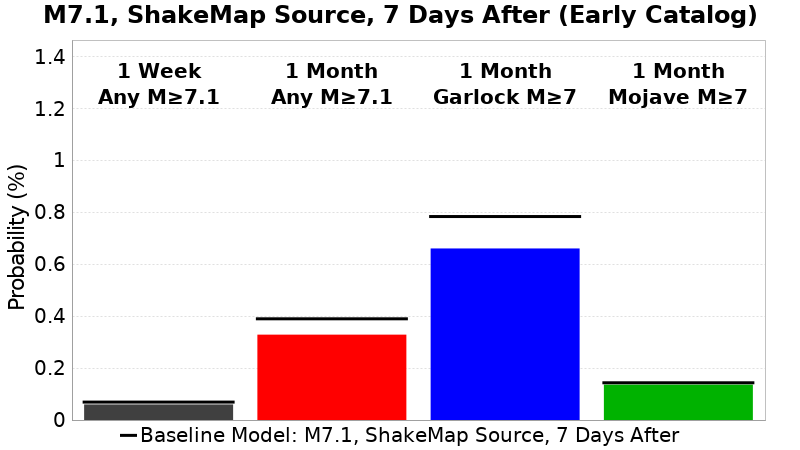 M7.1, ShakeMap Source, 7 Days After (Early Catalog)
1.4
1.2
1
0.8
0.6
0.4
0.2
0
Probability (%)
1 Week
Any M≥7.1
1 Month
Any M≥7.1
1 Month
Garlock M≥7
1 Month
Mojave M≥7
Baseline Model: M7.1, ShakeMap Source, 7 Days After